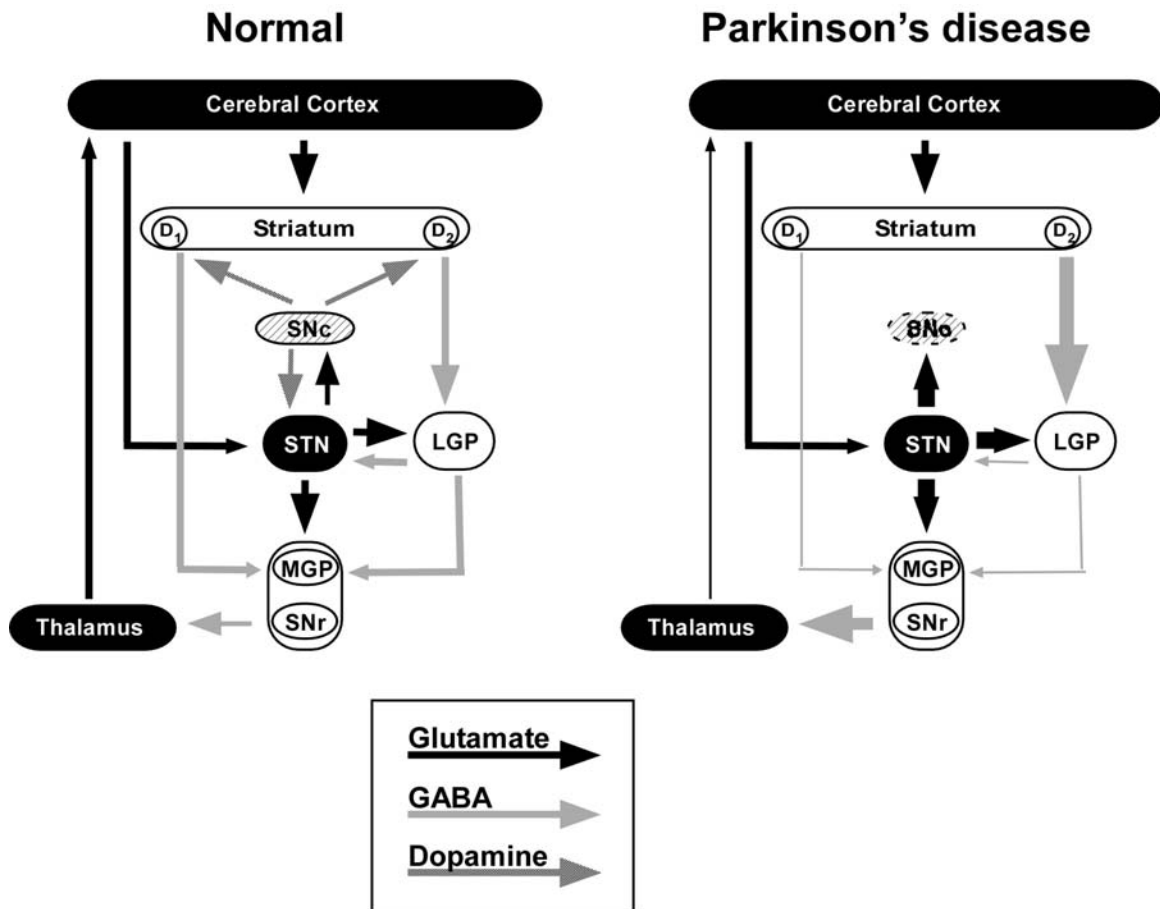 Normal
Parkinson's disease
Cerebral Cortex
Cerebral Cortex
D1
Striatum
D2
D1
Striatum
D2
SNc
STN
LGP
STN
LGP
MGP
MGP
Thalamus
SNr
Thalamus
SNr
Glutamate
GABA
Dopamine